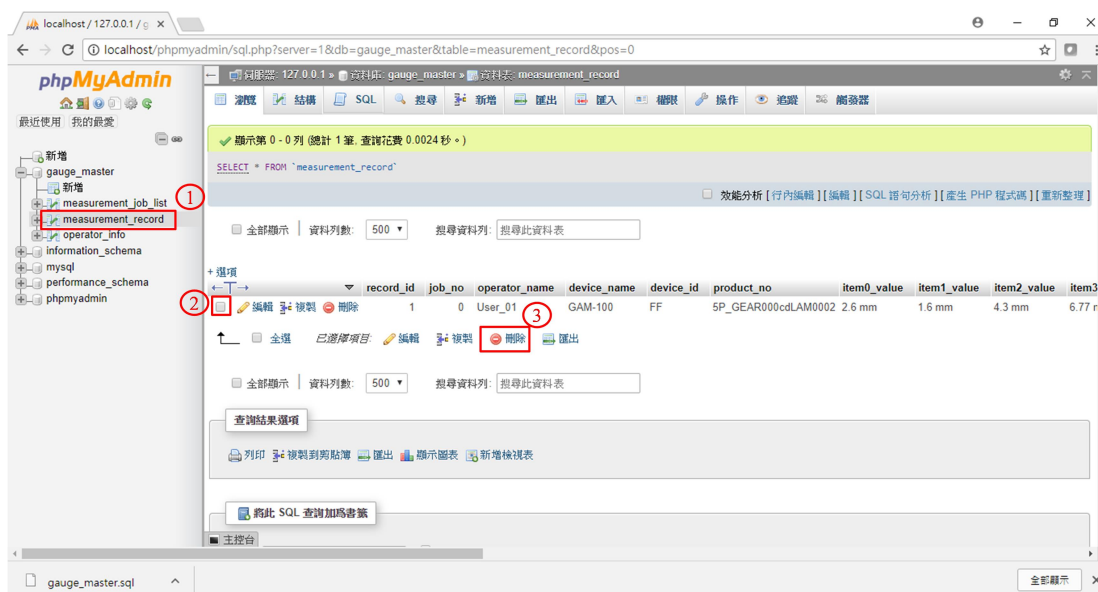 localhost / 127.0.0.1 / g
localhost/phpmyadmin/sql.php?server=1&db=gauge_master&table=measurement_record&pos=0
phpMyAdmin
最近使用 我的最愛
新增
gauge_master
新增
measurement_job_list
①
measurement_record
operator_info
information_schema
mysql
performance_schema
phpmyadmin
伺服器: 127.0.0.1 » 資料庫: gauge_master » 資料表: measurement_record
瀏覽 結構 SQL 搜尋 新增 匯出 匯入 權限 操作 追蹤 觸發器
顯示第 0 - 0 列 (總計 1 筆, 查詢花費 0.0024 秒。)
SELECT * FROM `measurement_record`
效能分析 [ 行內編輯 ] [ 編輯 ] [ SQL 語句分析 ] [ 產生 PHP 程式碼 ] [ 重新整理 ]
全部顯示 資料列數: 500 搜尋資料列: 搜尋此資料表
+ 選項
←T→ record_id job_no operator_name device_name device_id product_no item0_value item1_value item2_value item3
② 編輯 複製 刪除 1 0 User_01 GAM-100 FF 5P_GEAR000cdLAM0002 2.6 mm 1.6 mm 4.3 mm 6.77 m
③
全選 已選擇項目: 編輯 複製 刪除 匯出
全部顯示 資料列數: 500 搜尋資料列: 搜尋此資料表
查詢結果選項
列印 複製到剪貼簿 匯出 顯示圖表 新增檢視表
將此 SQL 查詢加為書籤
主控台
gauge_master.sql
全部顯示